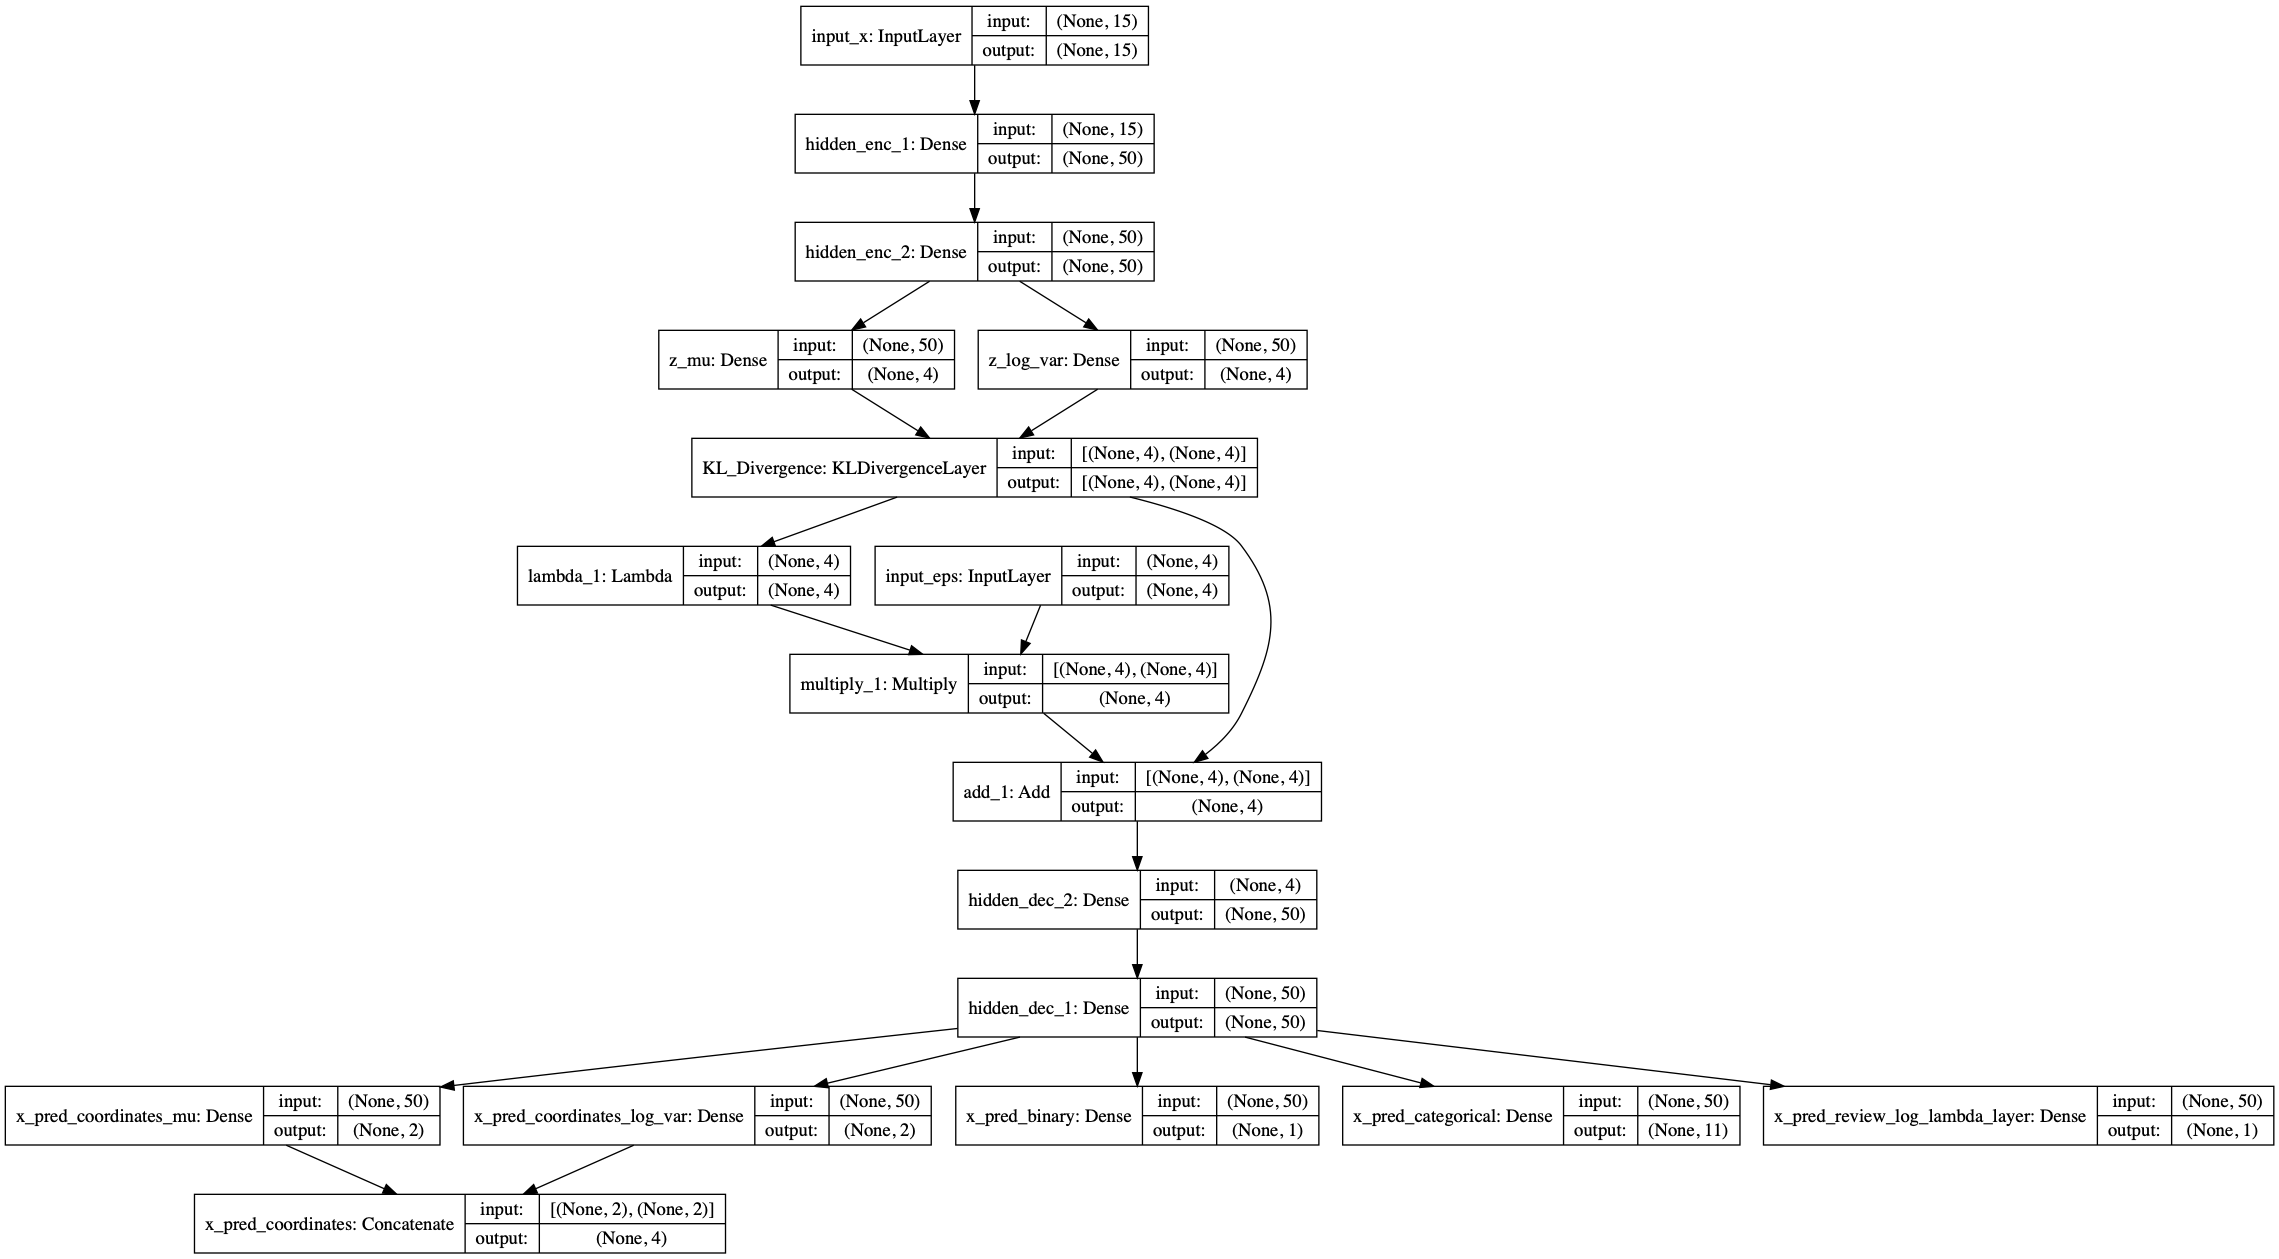 input_x: InputLayer
input: (None, 15)
output: (None, 15)
hidden_enc_1: Dense
input: (None, 15)
output: (None, 50)
hidden_enc_2: Dense
input: (None, 50)
output: (None, 50)
z_mu: Dense
input: (None, 50)
output: (None, 4)
z_log_var: Dense
input: (None, 50)
output: (None, 4)
KL_Divergence: KLDivergenceLayer
input: [(None, 4), (None, 4)]
output: [(None, 4), (None, 4)]
lambda_1: Lambda
input: (None, 4)
output: (None, 4)
input_eps: InputLayer
input: (None, 4)
output: (None, 4)
multiply_1: Multiply
input: [(None, 4), (None, 4)]
output: (None, 4)
add_1: Add
input: [(None, 4), (None, 4)]
output: (None, 4)
hidden_dec_2: Dense
input: (None, 4)
output: (None, 50)
hidden_dec_1: Dense
input: (None, 50)
output: (None, 50)
x_pred_coordinates_mu: Dense
input: (None, 50)
output: (None, 2)
x_pred_coordinates_log_var: Dense
input: (None, 50)
output: (None, 2)
x_pred_binary: Dense
input: (None, 50)
output: (None, 1)
x_pred_categorical: Dense
input: (None, 50)
output: (None, 11)
x_pred_review_log_lambda_layer: Dense
input: (None, 50)
output: (None, 1)
x_pred_coordinates: Concatenate
input: [(None, 2), (None, 2)]
output: (None, 4)